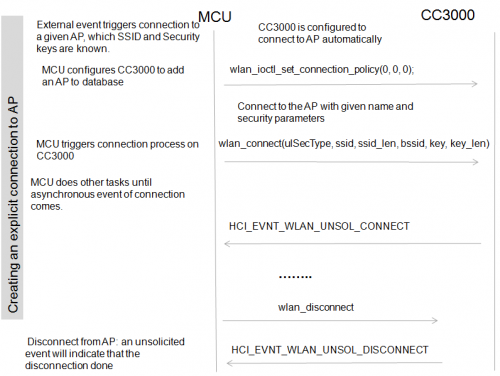 MCU
CC3000
External event triggers connection to
a given AP, which SSID and Security
keys are known.
CC3000 is configured to
connect to AP automatically
MCU configures CC3000 to add
an AP to database
wlan_ioctl_set_connection_policy(0, 0, 0);
Connect to the AP with given name and
security parameters
MCU triggers connection process on
CC3000
wlan_connect(ulSecType, ssid, ssid_len, bssid, key, key_len)
MCU does other tasks until
asynchronous event of connection
comes.
HCI_EVNT_WLAN_UNSOL_CONNECT
........
wlan_disconnect
Disconnect from AP: an unsolicited
event will indicate that the
disconnection done
HCI_EVNT_WLAN_UNSOL_DISCONNECT
Creating an explicit connection to AP